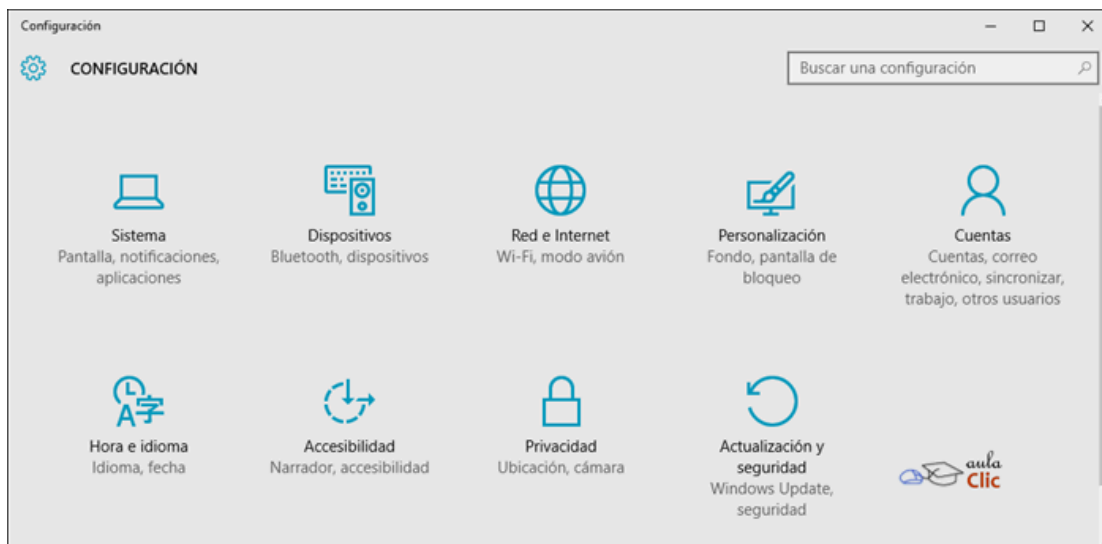 Configuración
CONFIGURACIÓN
Buscar una configuración
Sistema
Pantalla, notificaciones,
aplicaciones
Dispositivos
Bluetooth, dispositivos
Red e Internet
Wi-Fi, modo avión
Personalización
Fondo, pantalla de
bloqueo
Cuentas
Cuentas, correo
electrónico, sincronizar,
trabajo, otros usuarios
A字
Hora e idioma
Idioma, fecha
Accesibilidad
Narrador, accesibilidad
Privacidad
Ubicación, cámara
Actualización y
seguridad
Windows Update,
seguridad
aula
Clic